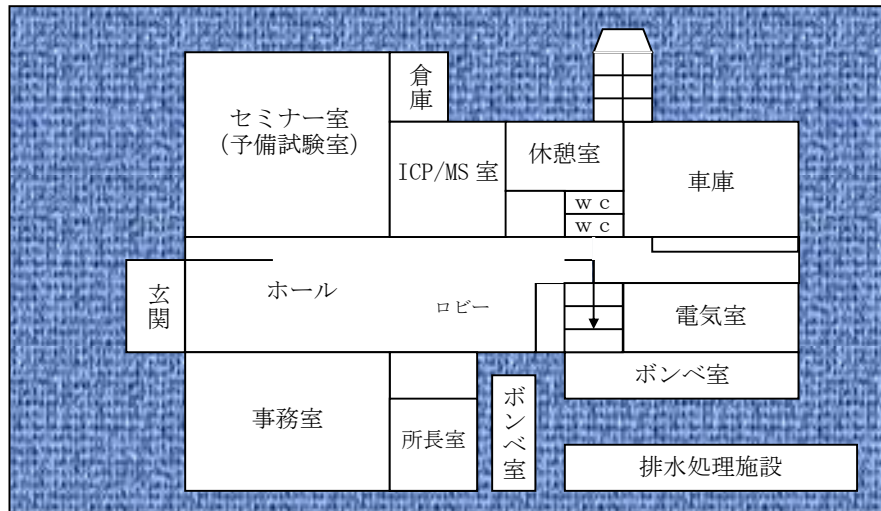 倉庫
セミナー室
(予備試験室)
ICP/MS 室
休憩室
車庫
ｗｃ
ｗｃ
玄関
ホール
ロビー
電気室
ボンベ室
事務室
所長室
ボンベ室
排水処理施設